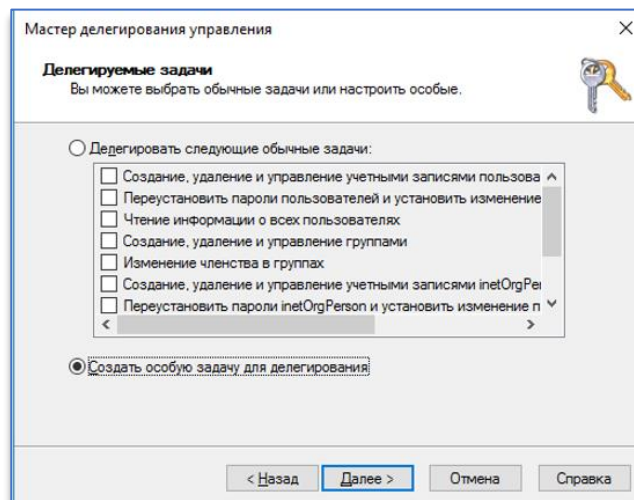 Мастер делегирования управления
Делегируемые задачи
Вы можете выбрать обычные задачи или настроить особые.
Делегировать следующие обычные задачи:
Создание, удаление и управление учетными записями пользова
Переустановить пароли пользователей и установить изменение
Чтение информации о всех пользователях
Создание, удаление и управление группами
Изменение членства в группах
Создание, удаление и управление учетными записями inetOrgPer
Переустановить пароли inetOrgPerson и установить изменение п
Создать особую задачу для делегирования
< Назад Далее > Отмена Справка